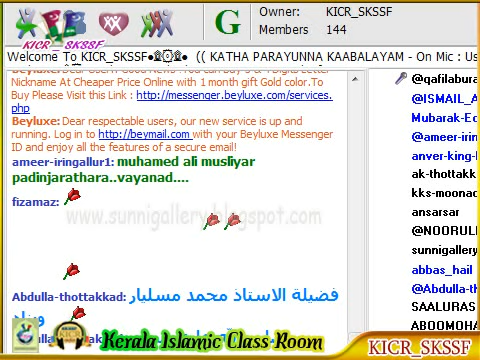 Owner: KICR_SKSSF
Members 144
G
KICR_SKSSF
Welcome To KICR_SKSSF (( KATHA PARAYUNNA KAABALAYAM - On Mic : Us
Nickname At Cheaper Price Online with 1 month gift Gold color.To
Buy Please Visit this Link : http://messenger.beyluxe.com/services.
php
Beyluxe: Dear respectable users, our new service is up and
running. Log in to http://beymail.com with your Beyluxe Messenger
ID and enjoy all the features of a secure email!
ameer-iringallur1: muhamed ali musliyar
padinjarathara..vayanad....
fizamaz:
www.sunnigallery.blogspot.com
Abdulla-thottakkad: فضيلة الاستاذ محمد مسليار
@qafilabura
@ISMAIL_A
Mubarak-Ed
@ameer-irin
anver-king-
ak-thottakk
kks-moonad
ansarsar
@NOORUL
sunnigallery
abbas_hail
@Abdulla-th
SAALURAS
ABOOMOHA
KICR
Kerala Islamic Class Room
KICR_SKSSF